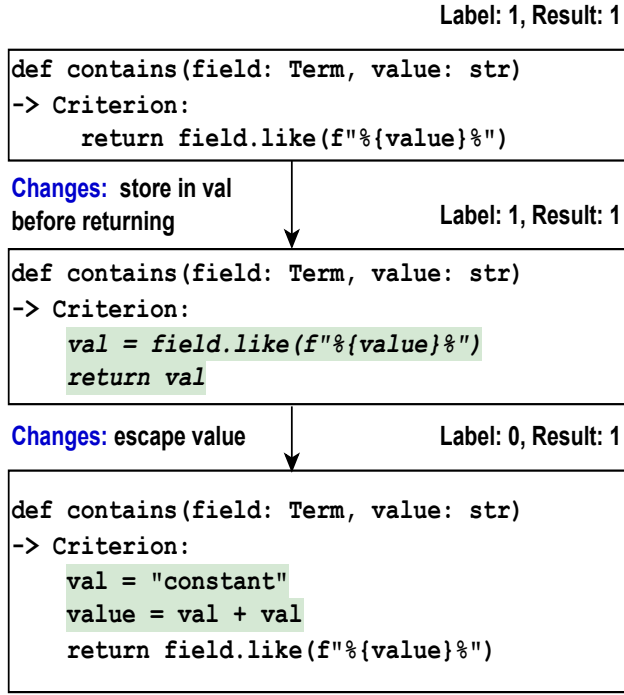 Label: 1, Result: 1
def contains(field: Term, value: str)
-> Criterion:
     return field.like(f"%{value}%")
Changes: store in val
before returning
Label: 1, Result: 1
def contains(field: Term, value: str)
-> Criterion:
    val = field.like(f"%{value}%")
    return val
Changes: escape value
Label: 0, Result: 1
def contains(field: Term, value: str)
-> Criterion:
    val = "constant"
    value = val + val
    return field.like(f"%{value}%")